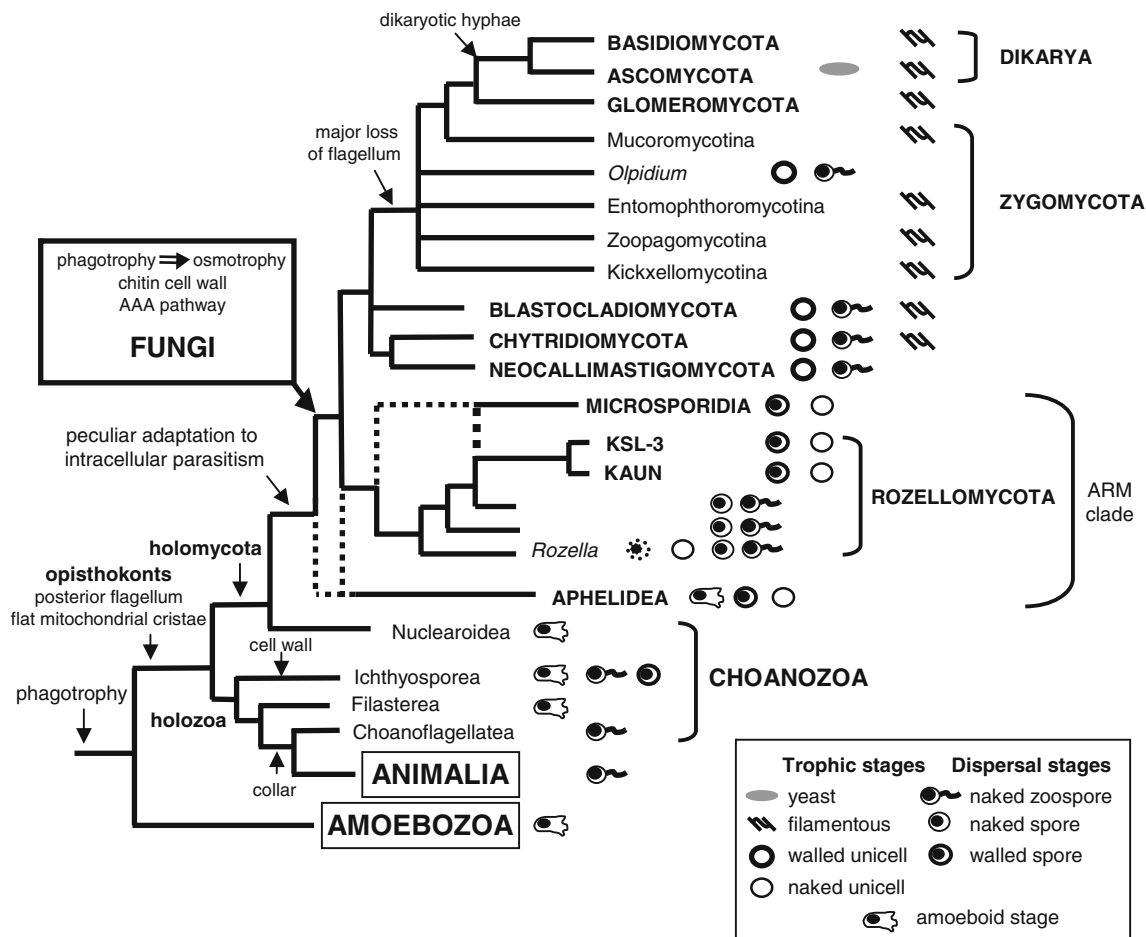 dikaryotic hyphae
BASIDIOMYCOTA
ASCOMYCOTA
DIKARYA
GLOMEROMYCOTA
major loss
of flagellum
Mucoromycotina
Olpidium
Entomophthoromycotina
Zoopagomycotina
Kickxellomycotina
ZYGOMYCOTA
phagotrophy osmotrophy
chitin cell wall
AAA pathway
FUNGI
BLASTOCLADIOMYCOTA
CHYTRIDIOMYCOTA
NEOCALLIMASTIGOMYCOTA
MICROSPORIDIA
peculiar adaptation to
intracellular parasitism
KSL-3
KAUN
ROZELLOMYCOTA
ARM
clade
Rozella
holomycota
opisthokonts
posterior flagellum
flat mitochondrial cristae
APHELIDEA
Nuclearoidea
cell wall
Ichthyosporea
CHOANOZOA
phagotrophy
Filasterea
holozoa
Choanoflagellatea
ANIMALIA
collar
AMOEBOZOA
Trophic stages Dispersal stages
yeast naked zoospore
filamentous naked spore
walled unicell walled spore
naked unicell
amoeboid stage